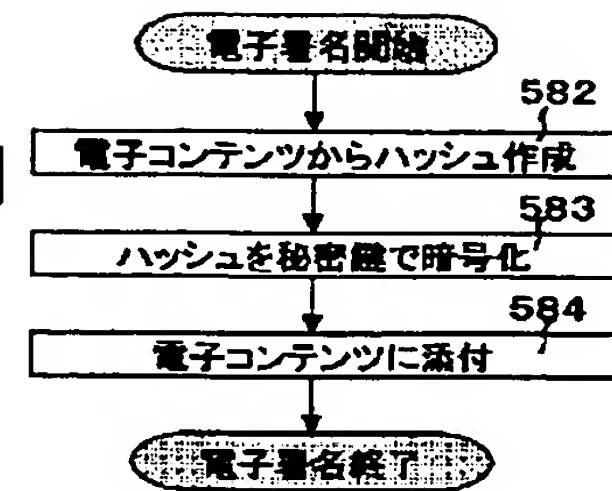 電子署名開始
582
電子コンテンツからハッシュ作成
583
ハッシュを秘密鍵で暗号化
584
電子コンテンツに添付
電子署名終了